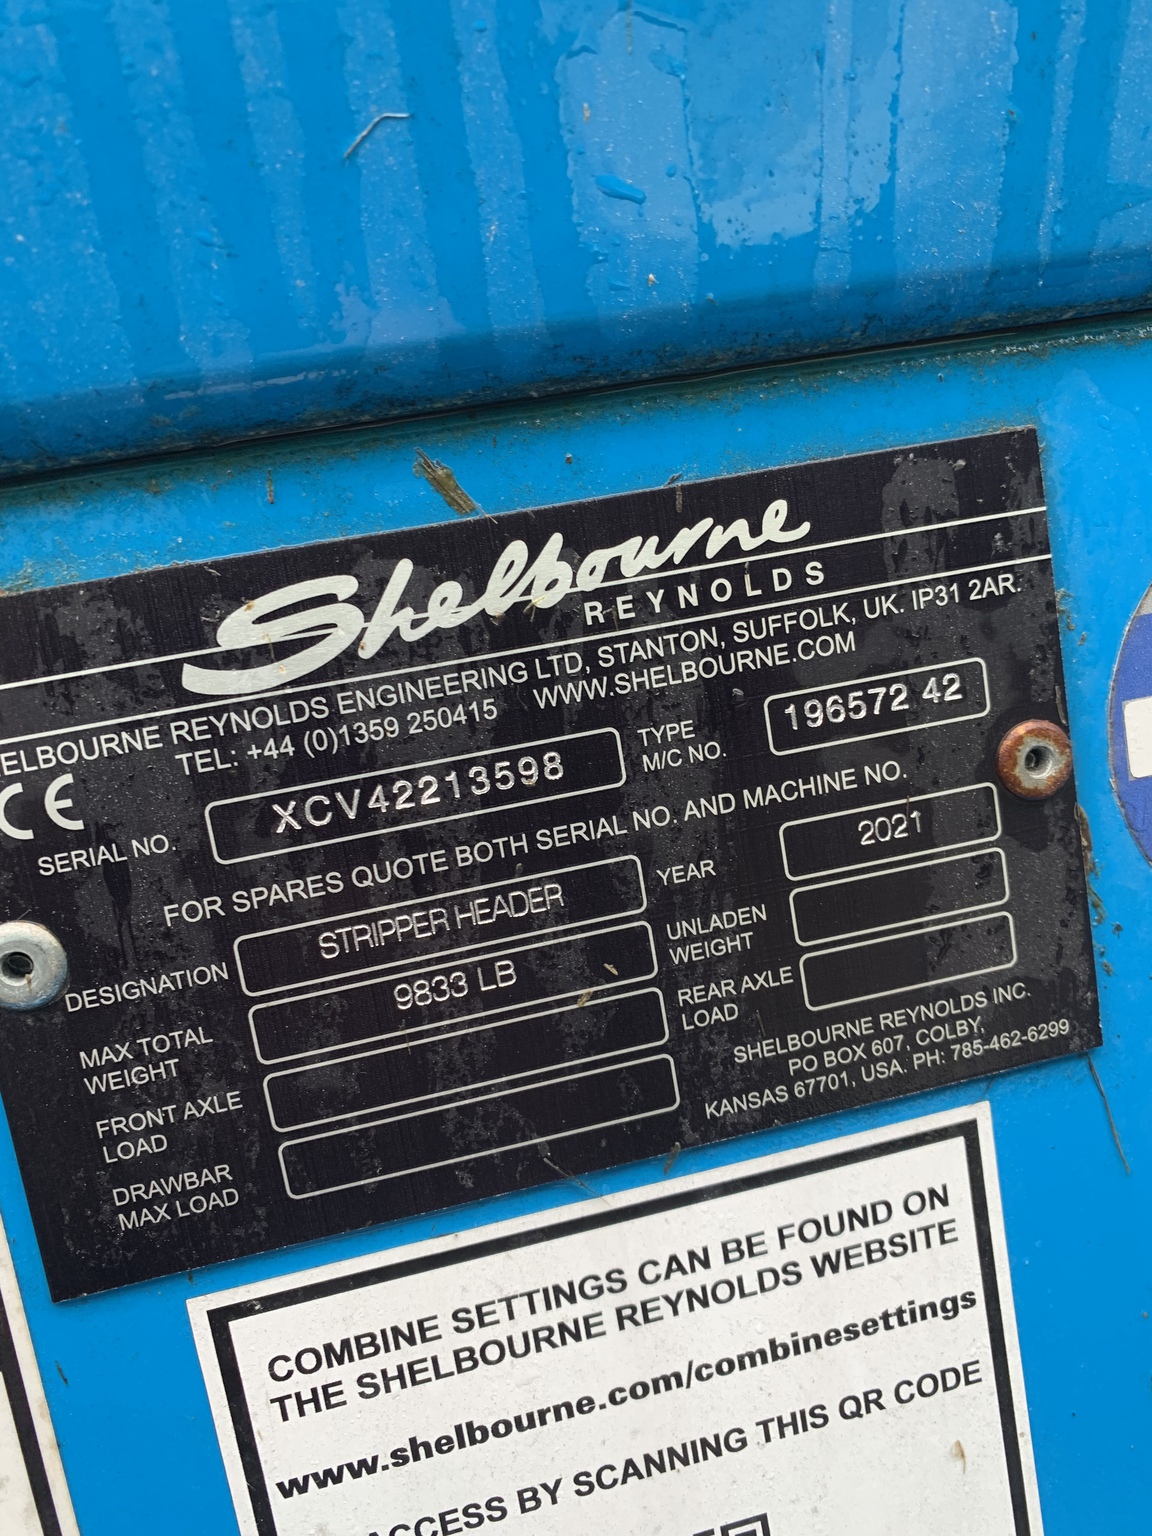 Shelbourne
REYNOLDS
ELBOURNE REYNOLDS ENGINEERING LTD, STANTON, SUFFOLK, UK. IP31 2AR.
TEL: +44 (0)1359 250415 WWW.SHELBOURNE.COM
CE
SERIAL NO. XCV42213598 TYPE M/C NO. 196572 42
FOR SPARES QUOTE BOTH SERIAL NO. AND MACHINE NO.
DESIGNATION STRIPPER HEADER YEAR 2021
MAX TOTAL WEIGHT 9833 LB UNLADEN WEIGHT
FRONT AXLE LOAD REAR AXLE LOAD
DRAWBAR MAX LOAD
SHELBOURNE REYNOLDS INC.
PO BOX 607, COLBY,
KANSAS 67701, USA. PH: 785-462-6299
COMBINE SETTINGS CAN BE FOUND ON
THE SHELBOURNE REYNOLDS WEBSITE
www.shelbourne.com/combinesettings
ACCESS BY SCANNING THIS QR CODE